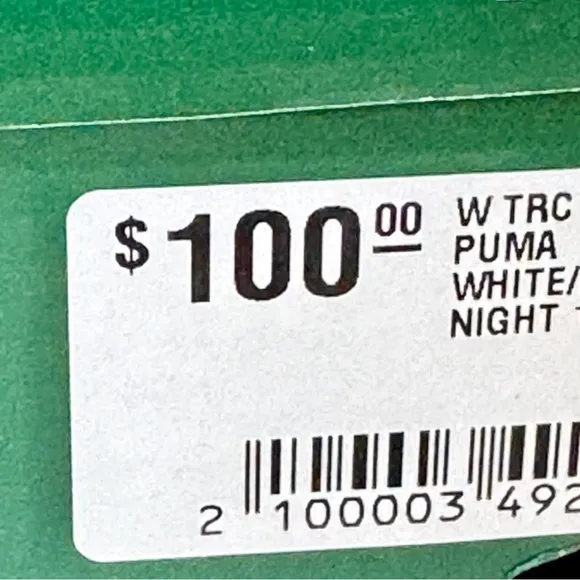 $100 00
W TRC
PUMA
WHITE/
NIGHT
2 100003 492